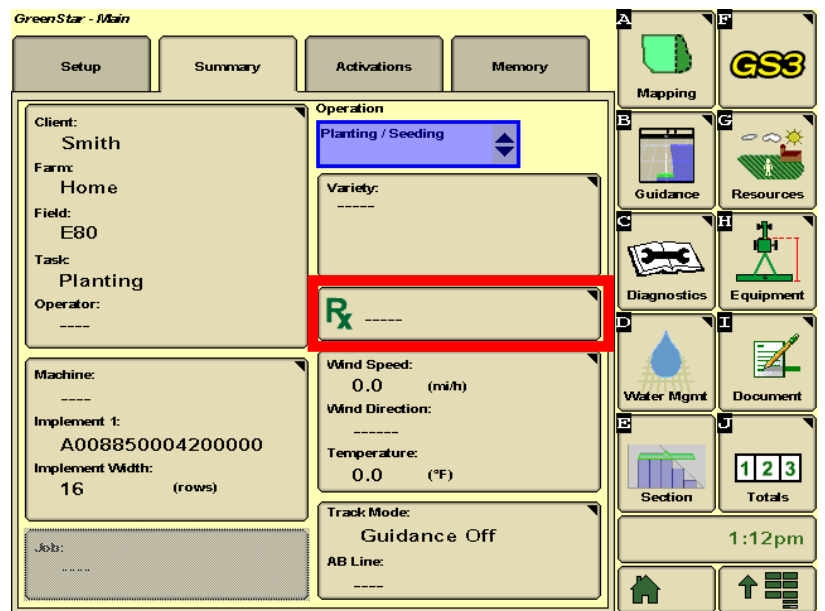 GreenStar - Main
Setup
Summary
Activations
Memory
Client:
Smith
Farm:
Home
Field:
E80
Task:
Planting
Operator:
----
Machine:
----
Implement 1:
A008850004200000
Implement Width:
16 (rows)
Job:
----
Operation
Planting / Seeding
Variety:
-----
Rx -----
Wind Speed:
0.0 (mi/h)
Wind Direction:
------
Temperature:
0.0 (°F)
Track Mode:
Guidance Off
AB Line:
----
A
Mapping
F
GS3
B
Guidance
G
Resources
C
Diagnostics
H
Equipment
D
Water Mgmt
I
Document
E
Section
J
1 2 3
Totals
1:12pm